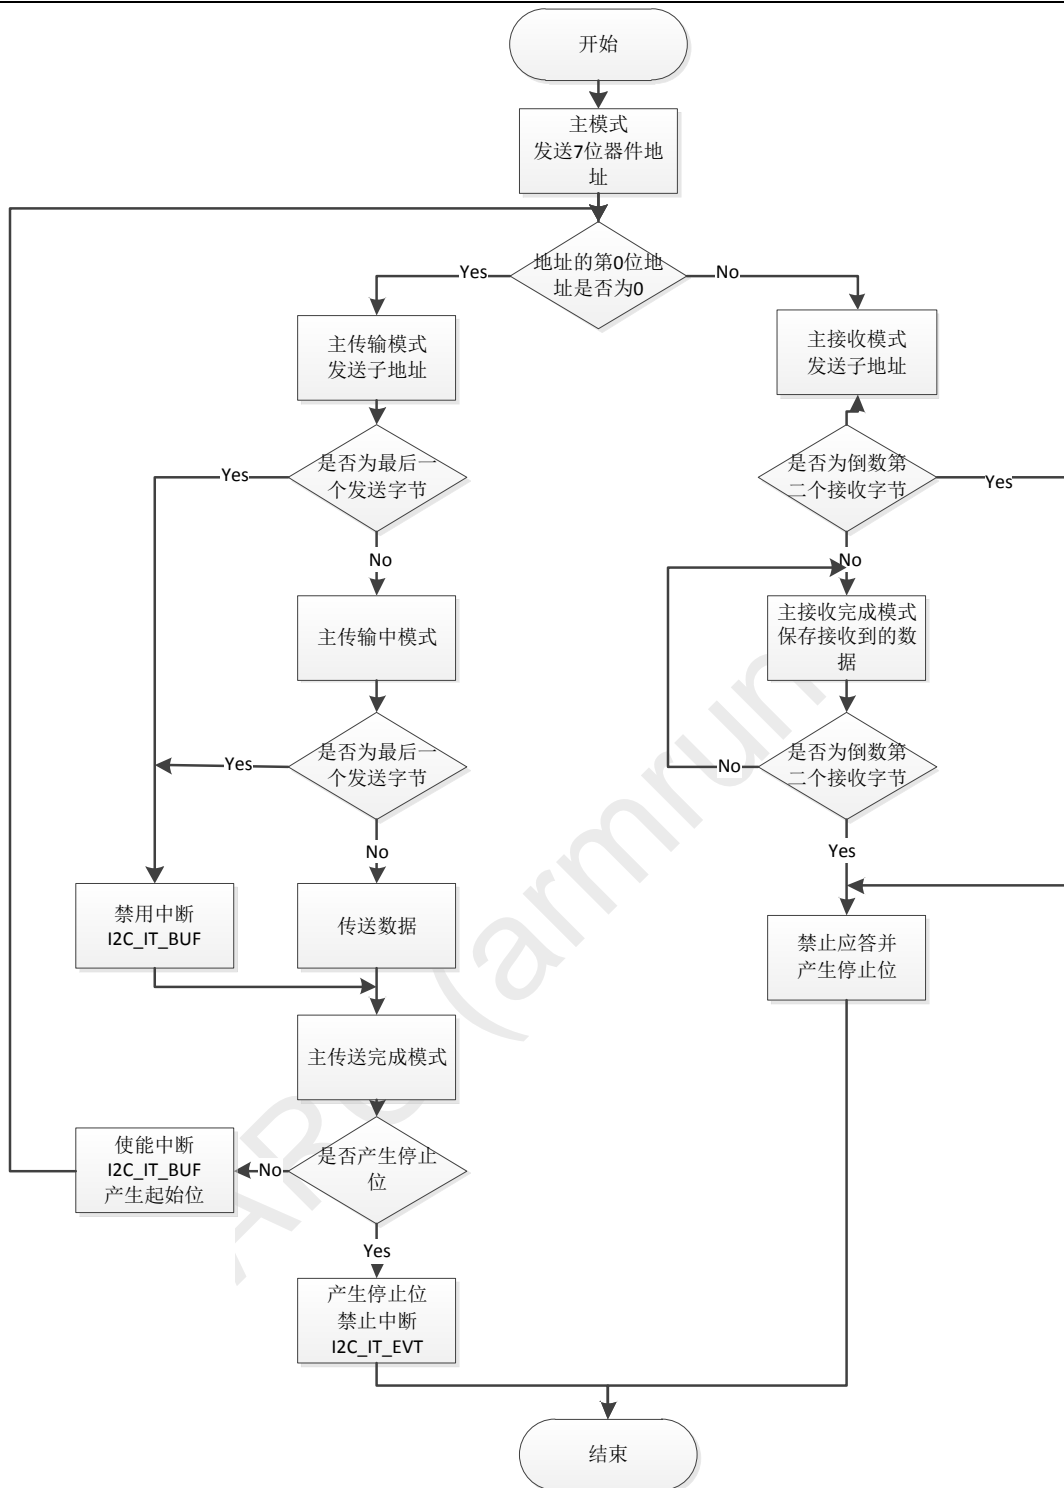 开始
主模式
发送7位器件地
址
地址的第0位地
址是否为0
Yes
No
主传输模式
发送子地址
主接收模式
发送子地址
是否为最后一
个发送字节
Yes
No
是否为倒数第
二个接收字节
Yes
No
主传输中模式
主接收完成模式
保存接收到的数
据
是否为最后一
个发送字节
Yes
No
是否为倒数第
二个接收字节
No
Yes
禁用中断
I2C_IT_BUF
传送数据
禁止应答并
产生停止位
主传送完成模式
使能中断
I2C_IT_BUF
产生起始位
是否产生停止
位
No
Yes
产生停止位
禁止中断
I2C_IT_EVT
结束
(armrun